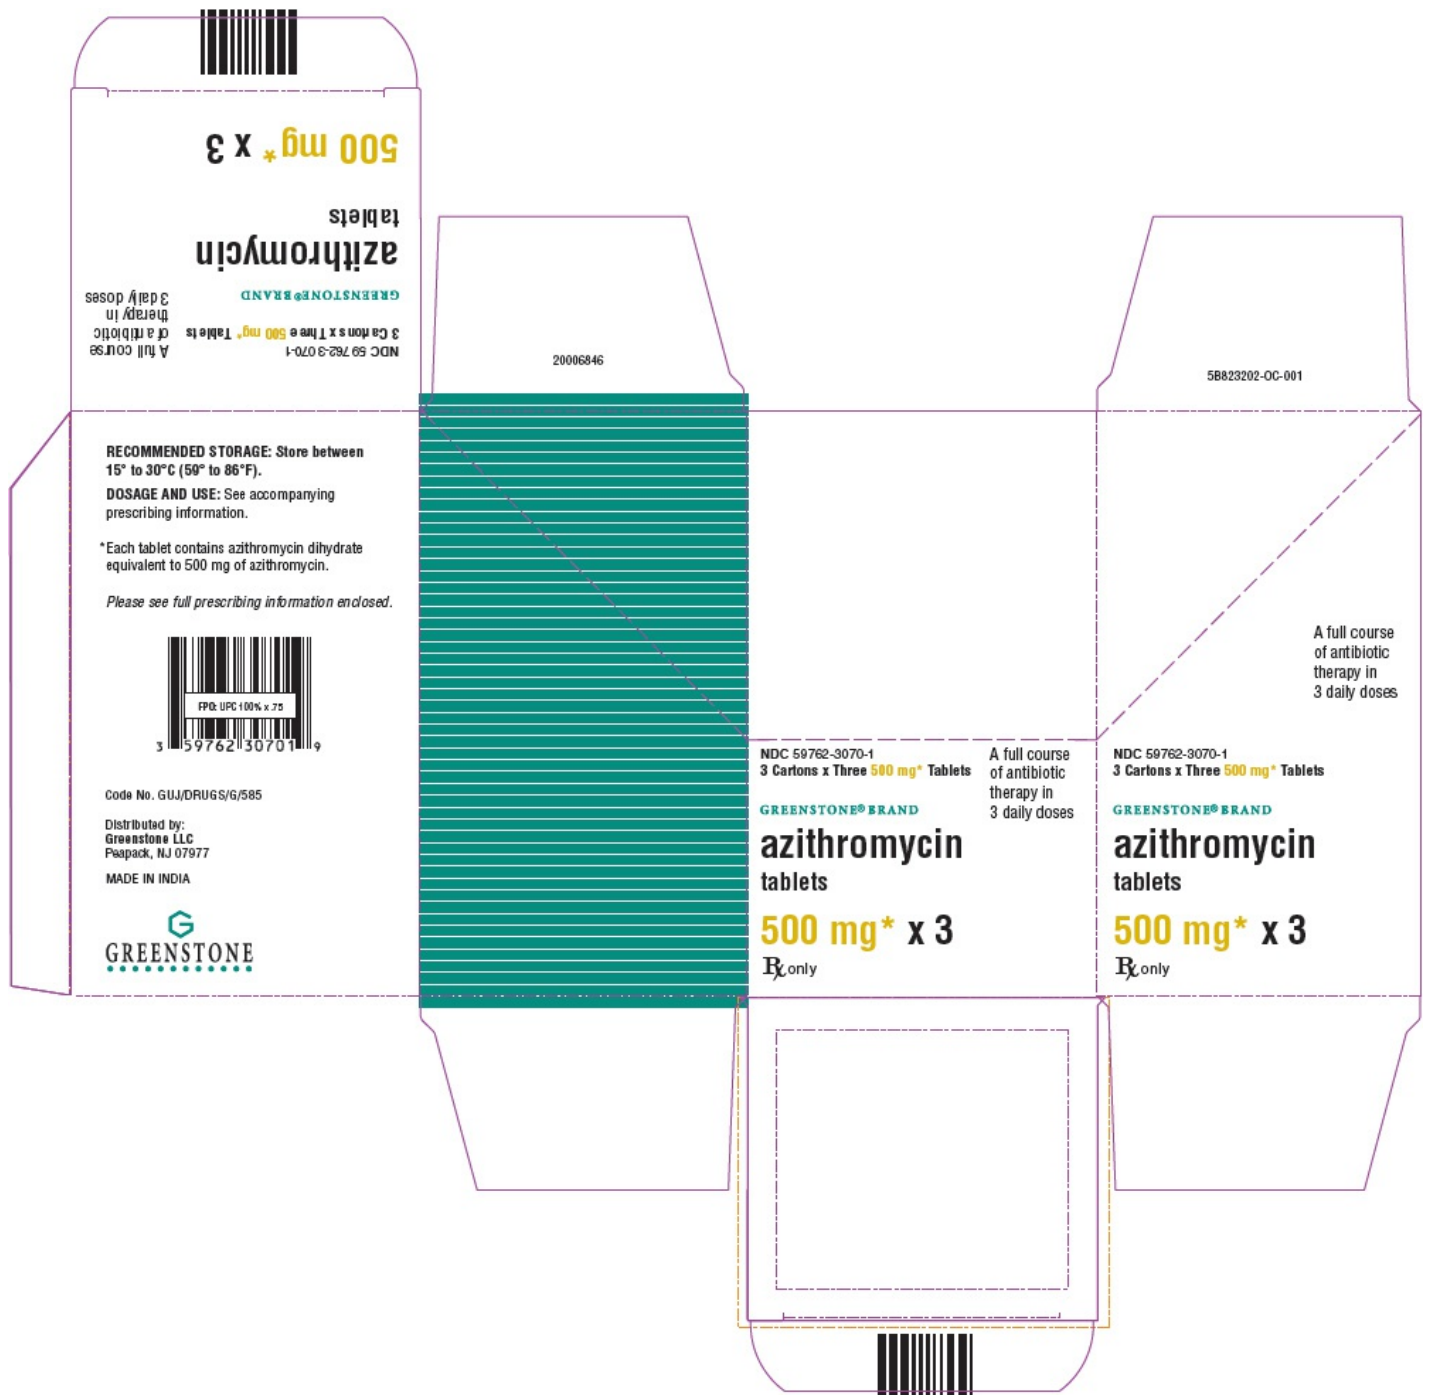 500 mg* x 3
tablets
azithromycin
GREENSTONE® BRAND
3 Cartons x Three 500 mg* Tablets
NDC 59762-3070-1
A full course
of antibiotic
therapy in
3 daily doses
20006846
5B823202-OC-001
RECOMMENDED STORAGE: Store between
15° to 30°C (59° to 86°F).
DOSAGE AND USE: See accompanying
prescribing information.
*Each tablet contains azithromycin dihydrate
equivalent to 500 mg of azithromycin.
Please see full prescribing information enclosed.
FPO: UPC 100% x .75
3 59762 30701 9
Code No. GUJ/DRUGS/G/585
Distributed by:
Greenstone LLC
Peapack, NJ 07977
MADE IN INDIA
G
GREENSTONE
NDC 59762-3070-1
3 Cartons x Three 500 mg* Tablets
A full course
of antibiotic
therapy in
3 daily doses
GREENSTONE® BRAND
azithromycin
tablets
500 mg* x 3
℞ only
A full course
of antibiotic
therapy in
3 daily doses
NDC 59762-3070-1
3 Cartons x Three 500 mg* Tablets
GREENSTONE® BRAND
azithromycin
tablets
500 mg* x 3
℞ only